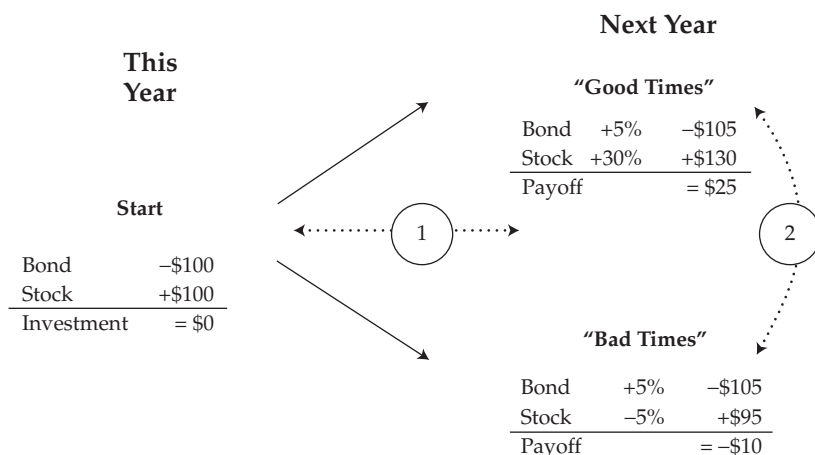 This
Year
Start
Bond –$100
Stock +$100
Investment = $0
1
Next Year
“Good Times”
Bond +5% –$105
Stock +30% +$130
Payoff = $25
2
“Bad Times”
Bond +5% –$105
Stock –5% +$95
Payoff = –$10